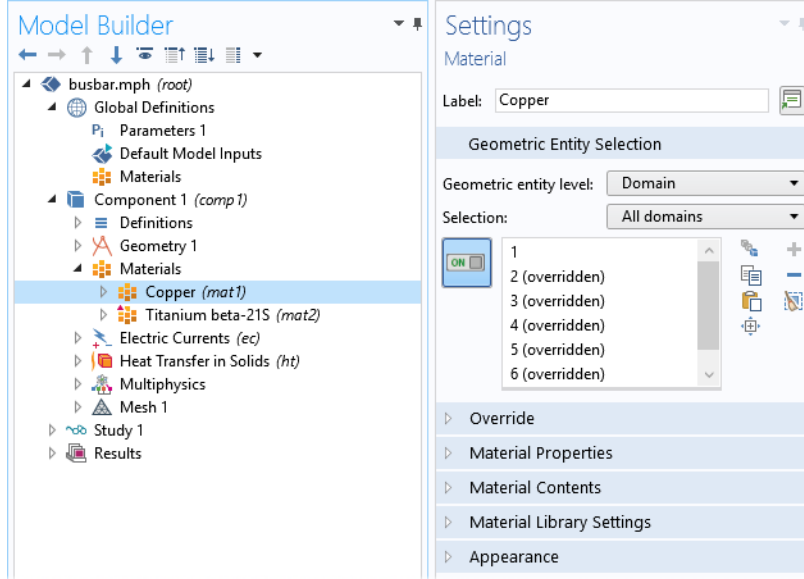 Model Builder
busbar.mph (root)
Global Definitions
Pi Parameters 1
Default Model Inputs
Materials
Component 1 (comp1)
Definitions
Geometry 1
Materials
Copper (mat1)
Titanium beta-21S (mat2)
Electric Currents (ec)
Heat Transfer in Solids (ht)
Multiphysics
Mesh 1
Study 1
Results
Settings
Material
Label: Copper
Geometric Entity Selection
Geometric entity level: Domain
Selection: All domains
ON
1
2 (overridden)
3 (overridden)
4 (overridden)
5 (overridden)
6 (overridden)
Override
Material Properties
Material Contents
Material Library Settings
Appearance